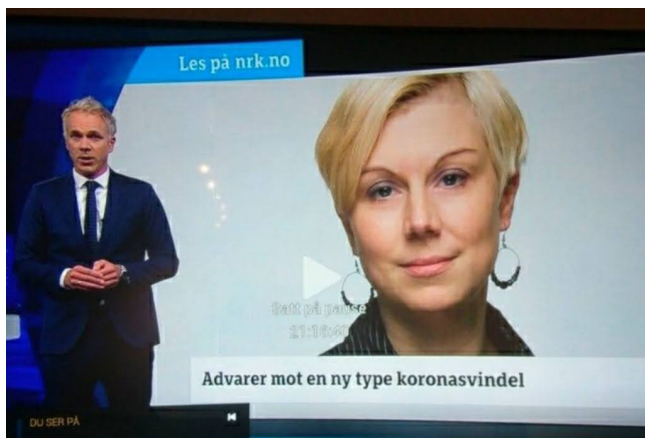 Les på nrk.no
Satt på pause
21:16:40
Advarer mot en ny type koronasvindel
DU SER PÅ